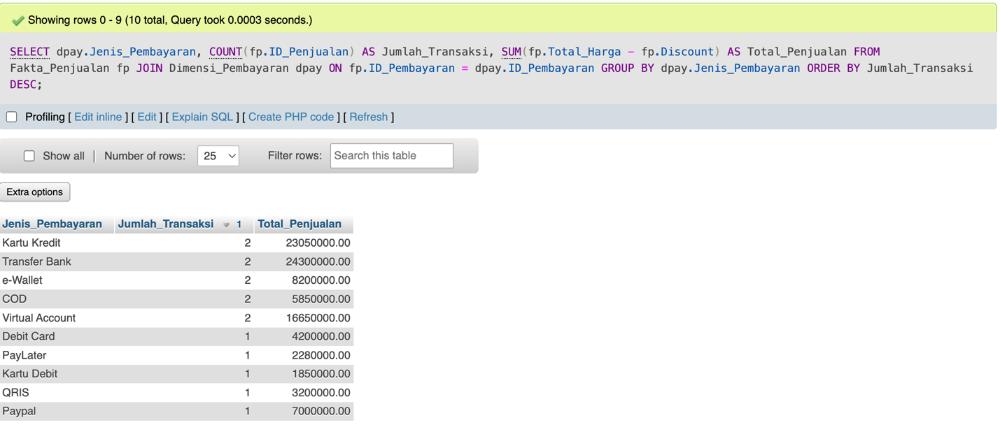 Showing rows 0 - 9 (10 total, Query took 0.0003 seconds.)
SELECT dpay.Jenis_Pembayaran, COUNT(fp.ID_Penjualan) AS Jumlah_Transaksi, SUM(fp.Total_Harga - fp.Discount) AS Total_Penjualan FROM
Fakta_Penjualan fp JOIN Dimensi_Pembayaran dpay ON fp.ID_Pembayaran = dpay.ID_Pembayaran GROUP BY dpay.Jenis_Pembayaran ORDER BY Jumlah_Transaksi
DESC;
Profiling [ Edit inline ] [ Edit ] [ Explain SQL ] [ Create PHP code ] [ Refresh ]
Show all | Number of rows: 25 Filter rows: Search this table
Extra options
Jenis_Pembayaran Jumlah_Transaksi 1 Total_Penjualan
Kartu Kredit 2 23050000.00
Transfer Bank 2 24300000.00
e-Wallet 2 8200000.00
COD 2 5850000.00
Virtual Account 2 16650000.00
Debit Card 1 4200000.00
PayLater 1 2280000.00
Kartu Debit 1 1850000.00
QRIS 1 3200000.00
Paypal 1 7000000.00